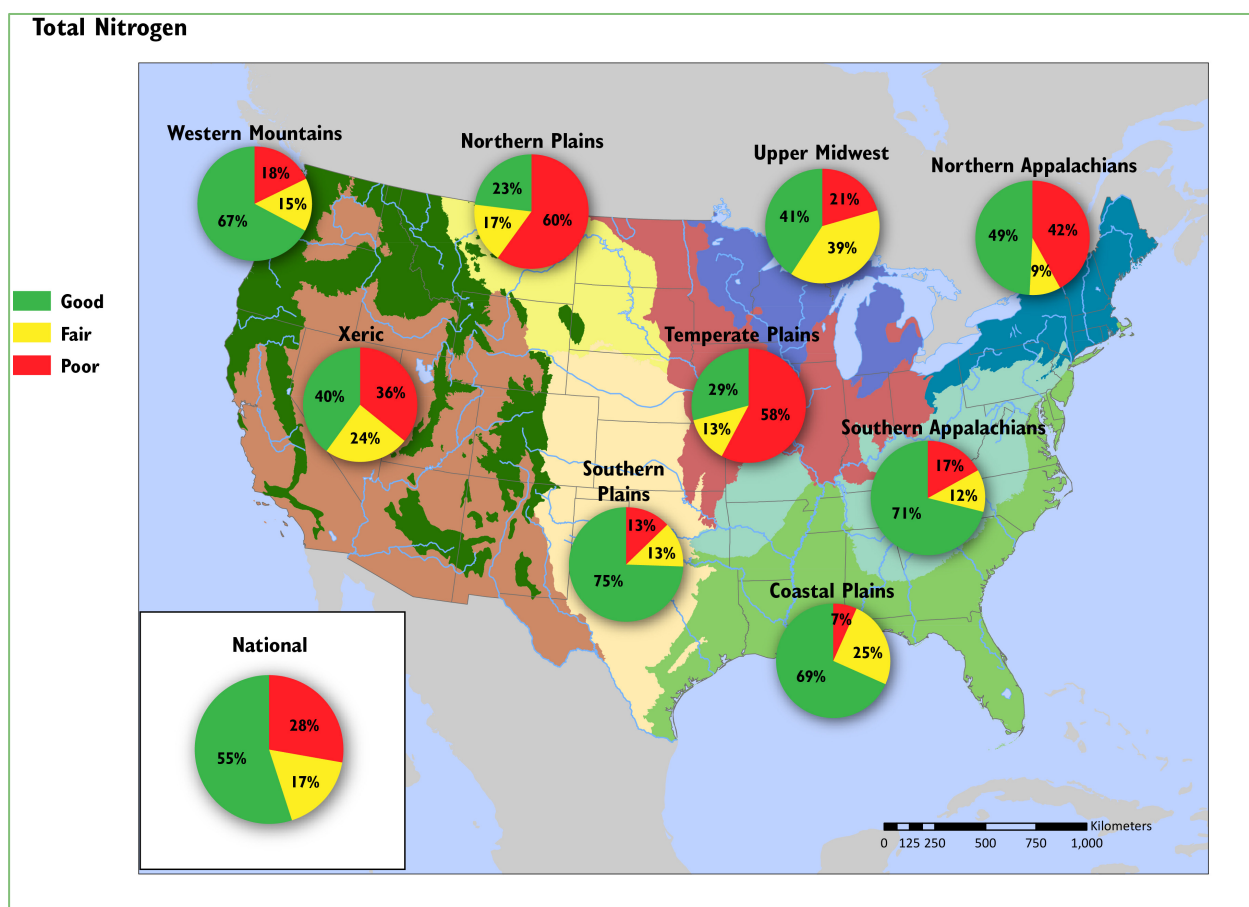 Total Nitrogen
Western Mountains
18%
15%
67%
Northern Plains
23%
17%
60%
Upper Midwest
41%
21%
39%
Northern Appalachians
49%
42%
9%
Good
Fair
Poor
Xeric
40%
36%
24%
Temperate Plains
29%
13%
58%
Southern Appalachians
17%
12%
71%
Southern
Plains
13%
13%
75%
Coastal Plains
7%
25%
69%
National
28%
55%
17%
Kilometers
0 125 250 500 750 1,000